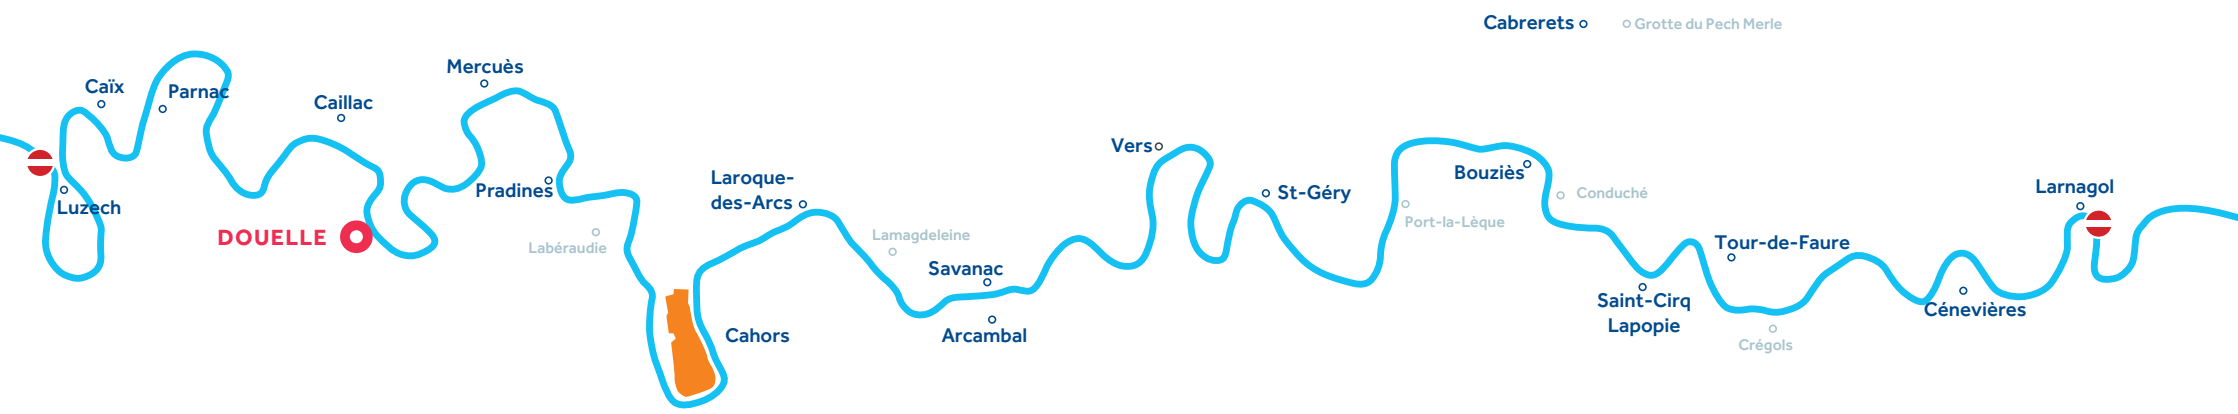 Cabrerets
Grotte du Pech Merle
Mercuès
Caïx
Parnac
Caillac
Vers
Laroque-
des-Arcs
Pradines
Bouziès
Conduché
St-Géry
Larnagol
Luzech
Port-la-Lèque
DOUELLE
Labéraudie
Lamagdeleine
Tour-de-Faure
Savanac
Saint-Cirq
Lapopie
Cénevières
Cahors
Arcambal
Crégols